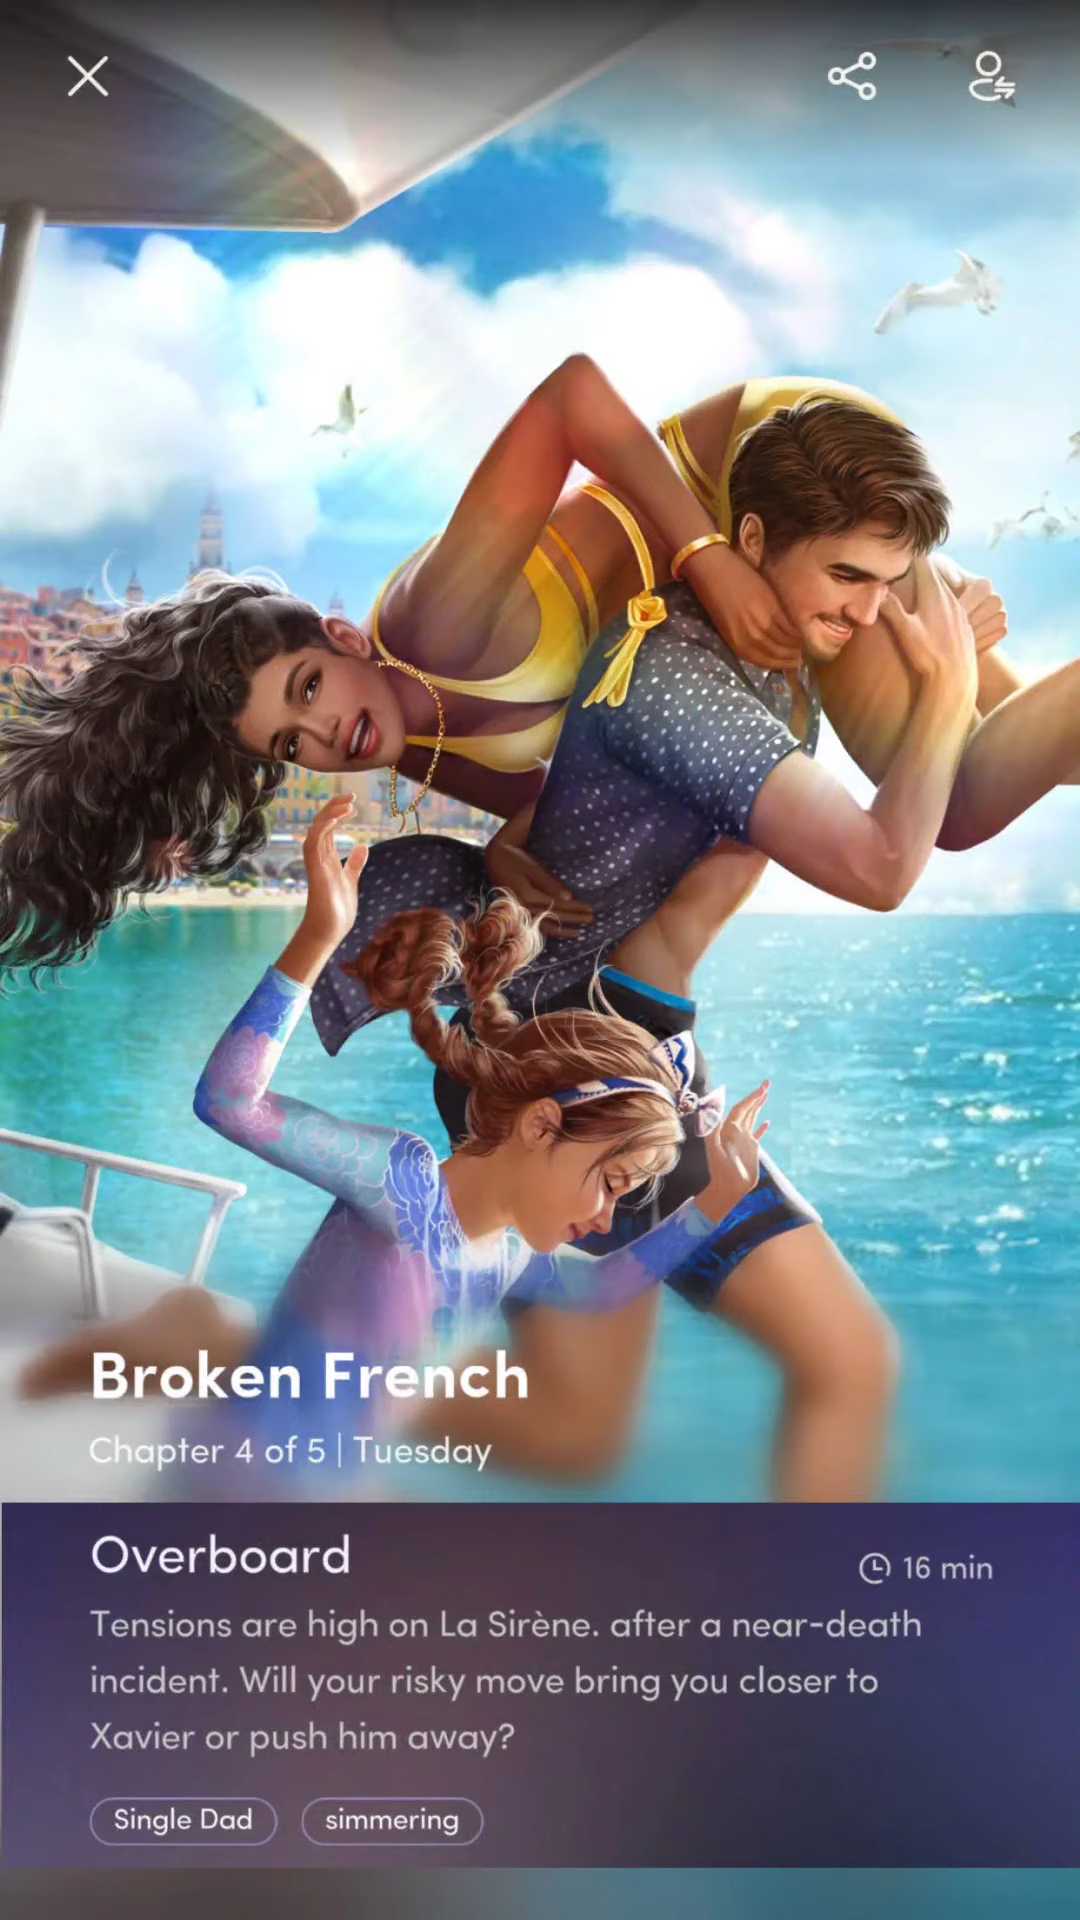 Broken French
Chapter 4 of 5 | Tuesday
Overboard
16 min
Tensions are high on La Sirène. after a near-death
incident. Will your risky move bring you closer to
Xavier or push him away?
Single Dad
simmering